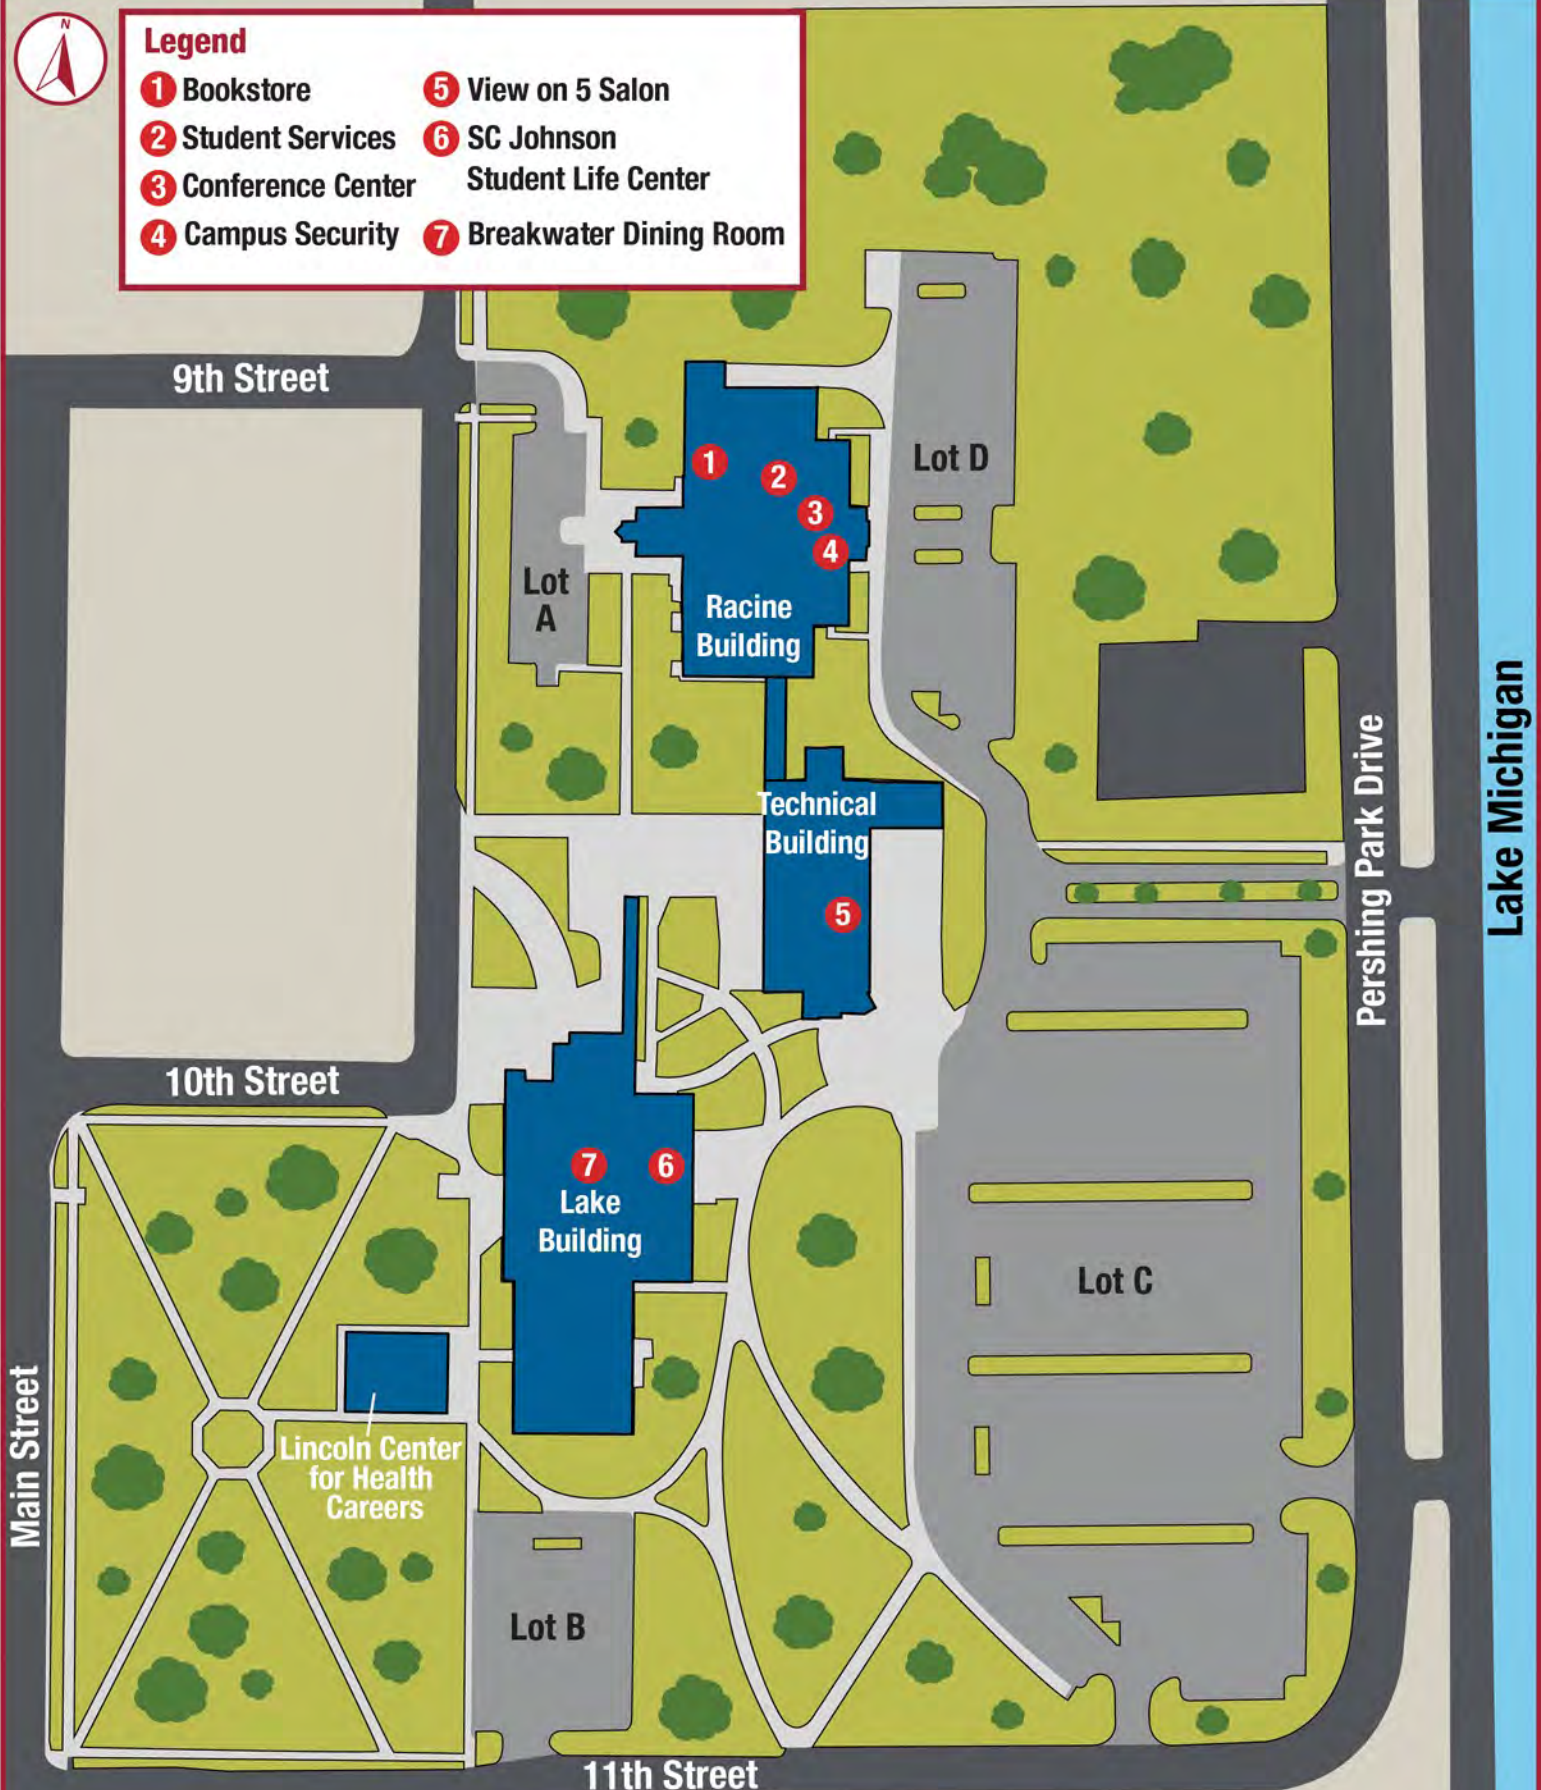 N
Legend
1 Bookstore
2 Student Services
3 Conference Center
4 Campus Security
5 View on 5 Salon
6 SC Johnson
Student Life Center
7 Breakwater Dining Room
9th Street
1
2
3
4
Lot D
Lot
A
Racine
Building
Technical
Building
5
Pershing Park Drive
Lake Michigan
10th Street
7
6
Lake
Building
Lot C
Main Street
Lincoln Center
for Health
Careers
Lot B
11th Street